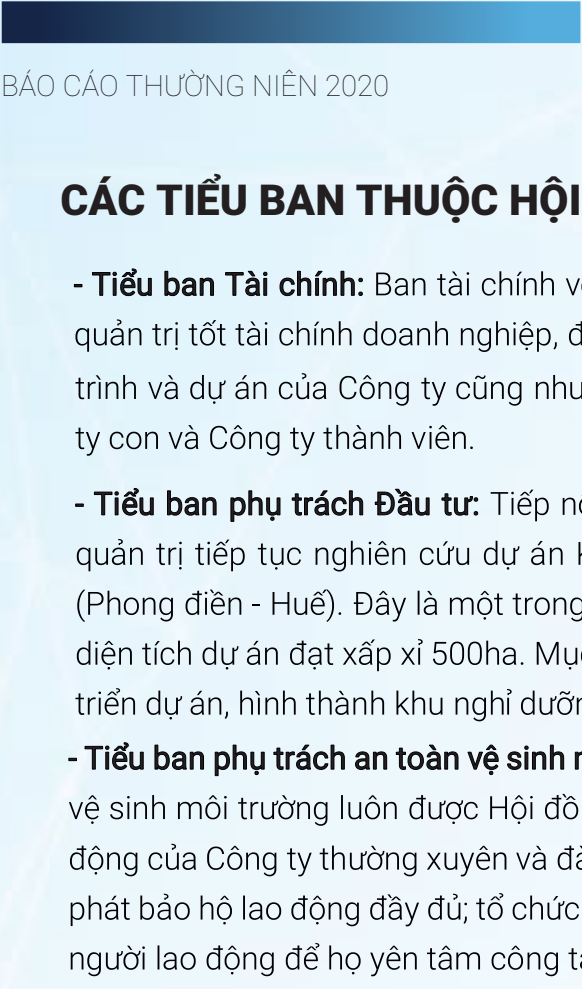 BÁO CÁO THƯỜNG NIÊN 2020
CÁC TIỂU BAN THUỘC HỘI
- Tiểu ban Tài chính: Ban tài chính
quản trị tốt tài chính doanh nghiệp,
trình và dự án của Công ty cũng như
ty con và Công ty thành viên.
- Tiểu ban phụ trách Đầu tư: Tiếp
quản trị tiếp tục nghiên cứu dự án
(Phong điền - Huế). Đây là một trong
diện tích dự án đạt xấp xỉ 500ha.
triển dự án, hình thành khu nghỉ
- Tiểu ban phụ trách an toàn vệ sinh
vệ sinh môi trường luôn được Hội
động của Công ty thường xuyên và
phát bảo hộ lao động đầy đủ; tổ chức
người lao động để họ yên tâm công